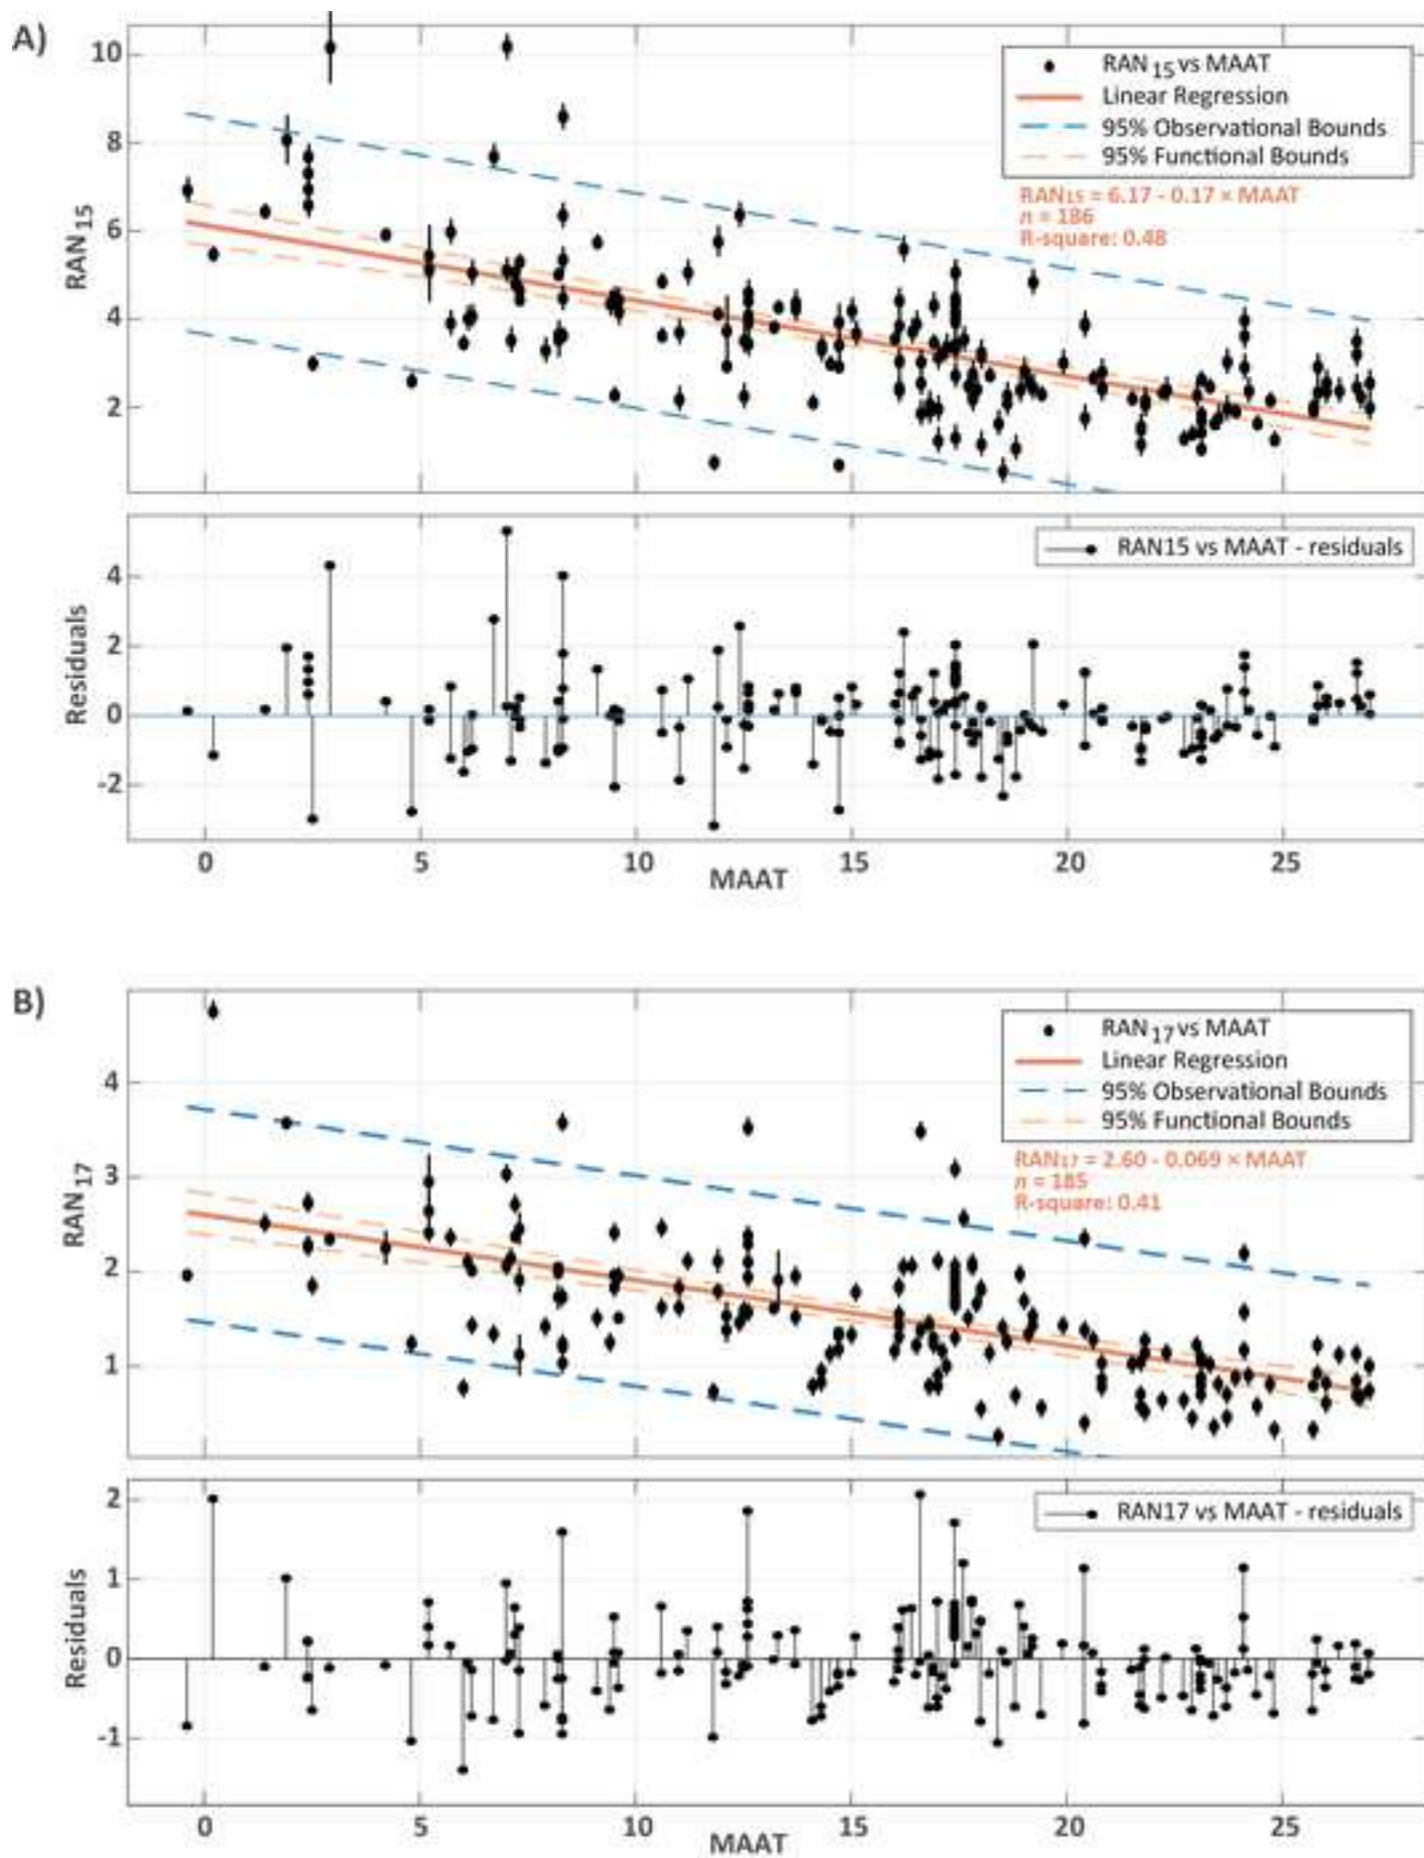 A)
10
8
6
4
2
RAN15
RAN15 vs MAAT
Linear Regression
95% Observational Bounds
95% Functional Bounds
RAN15 = 6.17 - 0.17 × MAAT
n = 186
R-square: 0.48
4
2
0
-2
Residuals
RAN15 vs MAAT - residuals
0 5 10 15 20 25
MAAT
B)
4
3
2
1
RAN17
RAN17 vs MAAT
Linear Regression
95% Observational Bounds
95% Functional Bounds
RAN17 = 2.60 - 0.069 × MAAT
n = 185
R-square: 0.41
2
1
0
-1
Residuals
RAN17 vs MAAT - residuals
0 5 10 15 20 25
MAAT